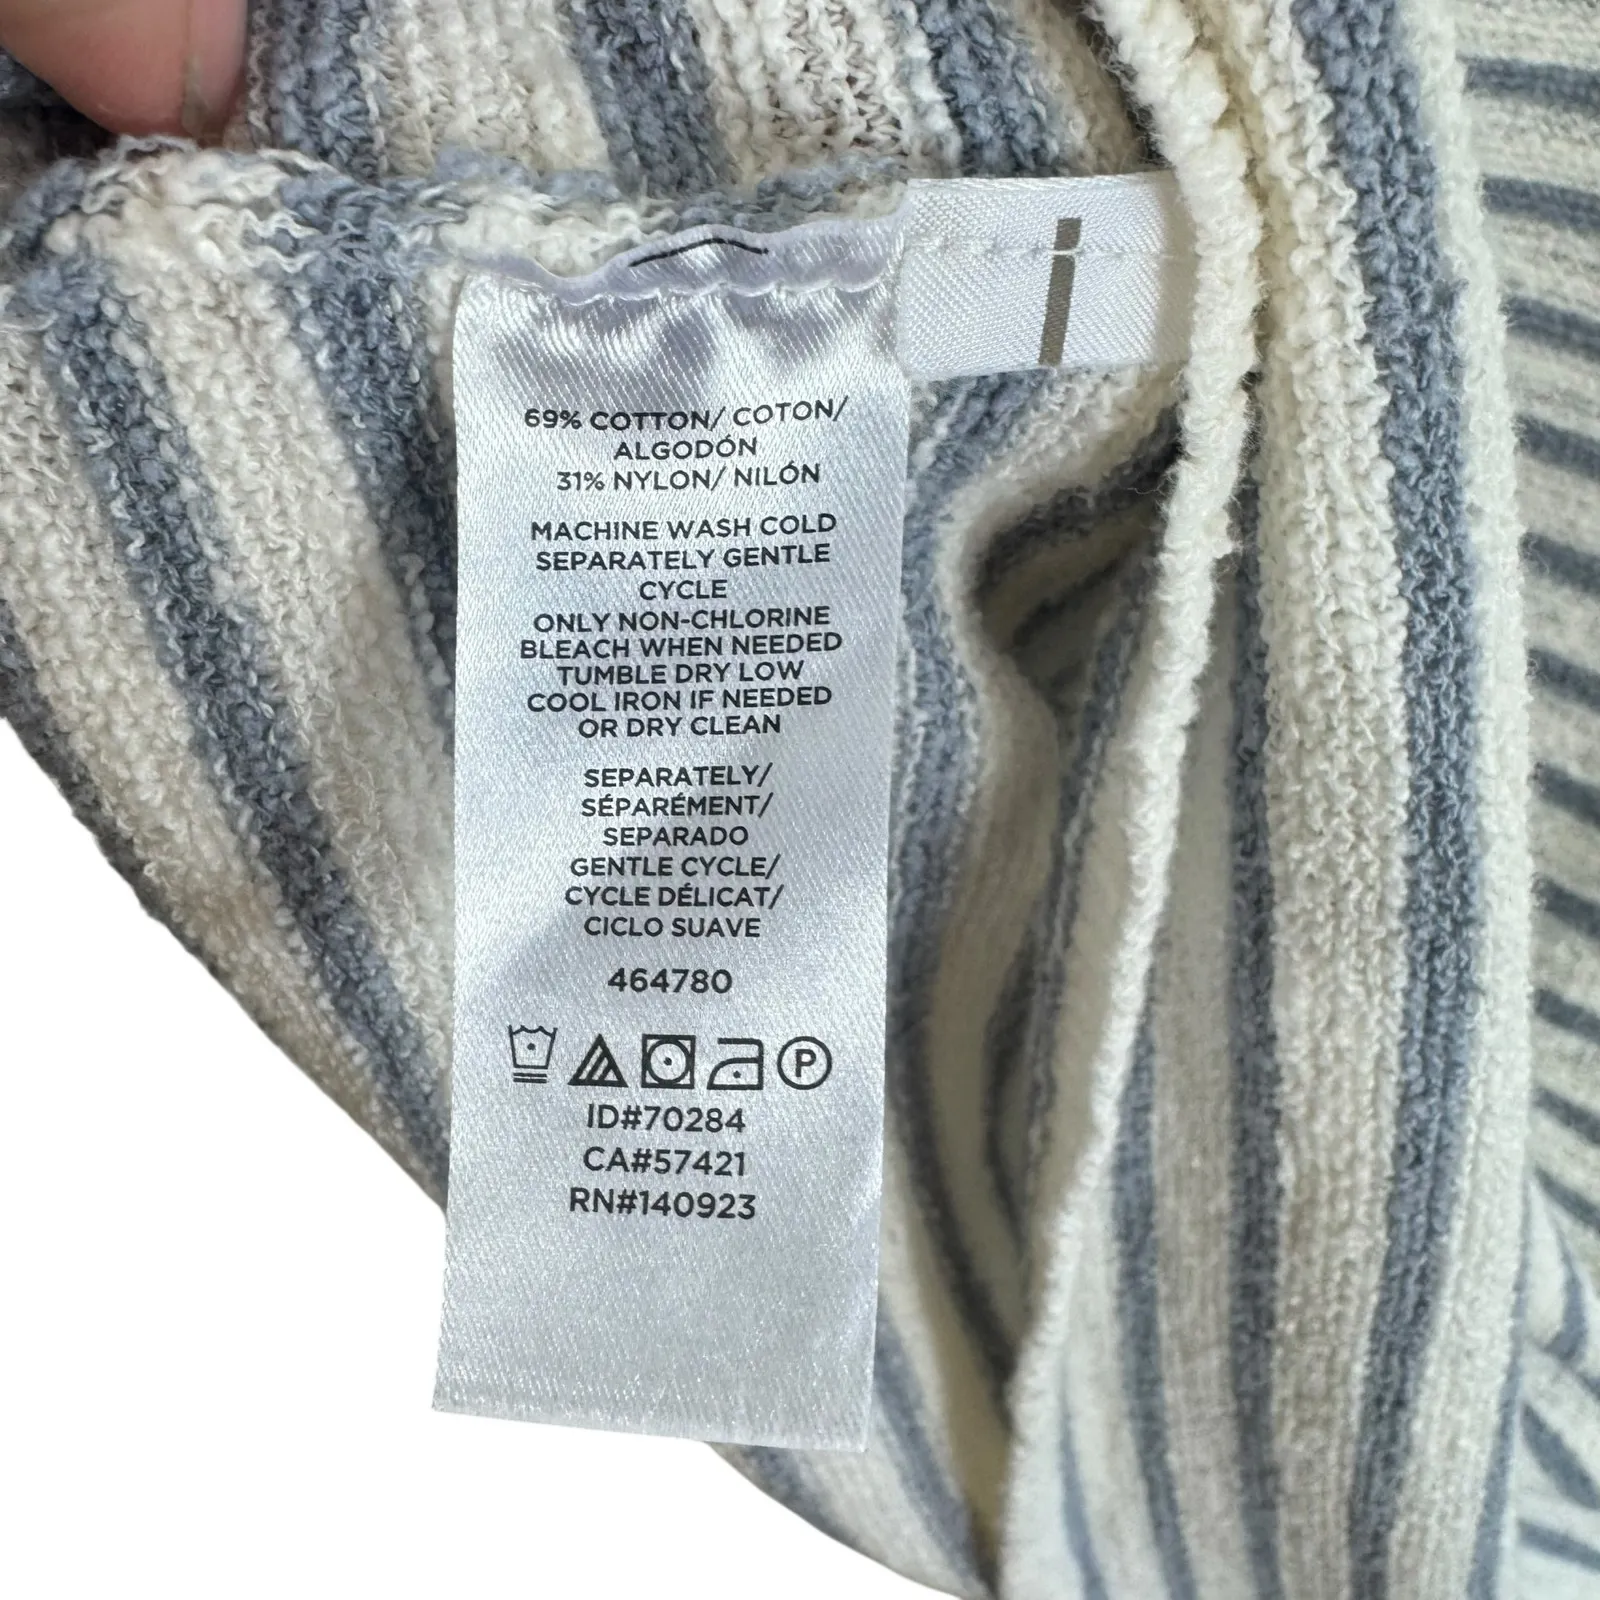 69% COTTON/ COTON/
ALGODÓN
31% NYLON/ NILÓN
MACHINE WASH COLD
SEPARATELY GENTLE
CYCLE
ONLY NON-CHLORINE
BLEACH WHEN NEEDED
TUMBLE DRY LOW
COOL IRON IF NEEDED
OR DRY CLEAN
SEPARATELY/
SÉPARÉMENT/
SEPARADO
GENTLE CYCLE/
CYCLE DÉLICAT/
CICLO SUAVE
464780
P
ID#70284
CA#57421
RN#140923